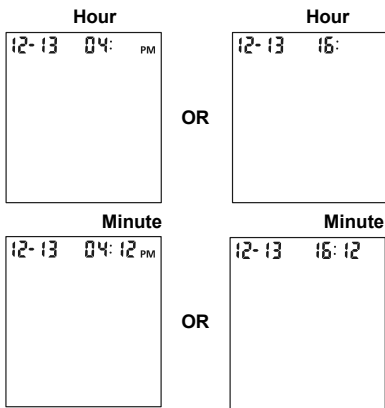 Hour Hour
12-13 04: PM 12-13 16:
OR
Minute Minute
12-13 04:12 PM 12-13 16:12
OR